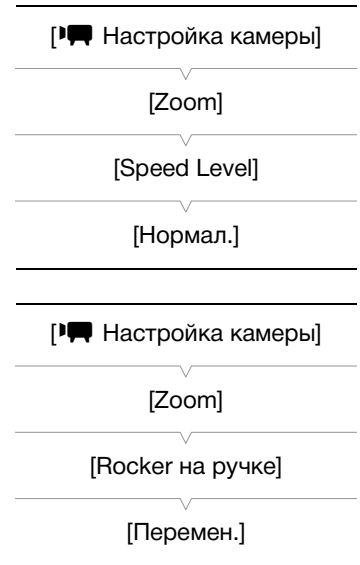 [Настройка камеры]
[Zoom]
[Speed Level]
[Нормал.]
[Настройка камеры]
[Zoom]
[Rocker на ручке]
[Перемен.]